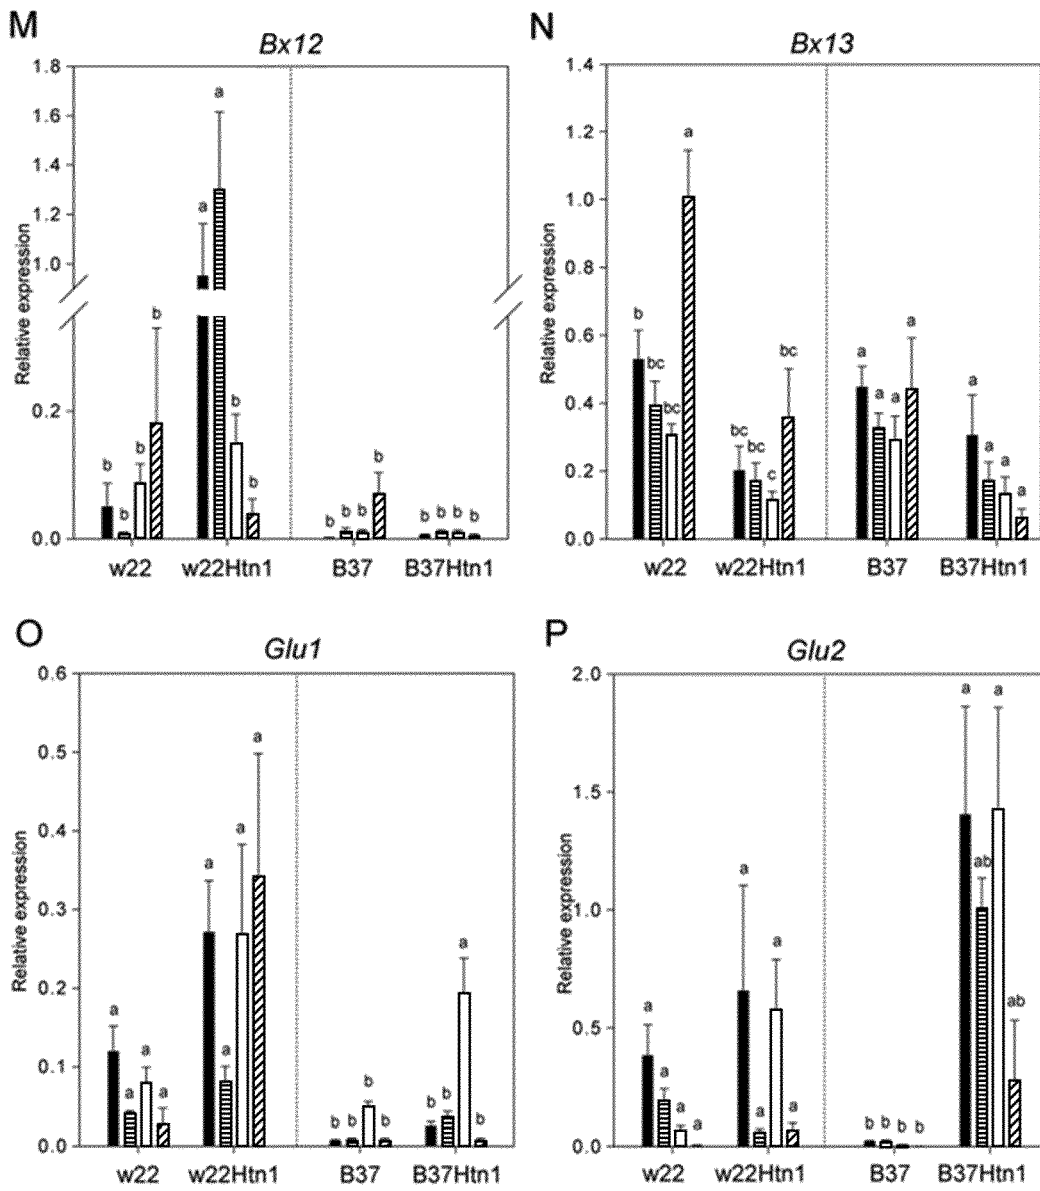 M
Bx12
Relative expression
1.8
1.6
1.4
1.2
1.0
0.2
0.0
b
b
b
b
a
a
b
b
b
b
b
b
b
b
b
b
w22
w22Htn1
B37
B37Htn1
N
Bx13
Relative expression
1.4
1.2
1.0
0.8
0.6
0.4
0.2
0.0
b
bc
bc
a
bc
bc
c
bc
a
a
a
a
a
a
a
a
w22
w22Htn1
B37
B37Htn1
O
Glu1
Relative expression
0.6
0.5
0.4
0.3
0.2
0.1
0.0
a
a
a
a
a
a
a
a
b
b
b
b
b
b
a
b
w22
w22Htn1
B37
B37Htn1
P
Glu2
Relative expression
2.0
1.5
1.0
0.5
0.0
a
a
a
a
a
a
a
a
b
b
b
b
a
ab
a
ab
w22
w22Htn1
B37
B37Htn1